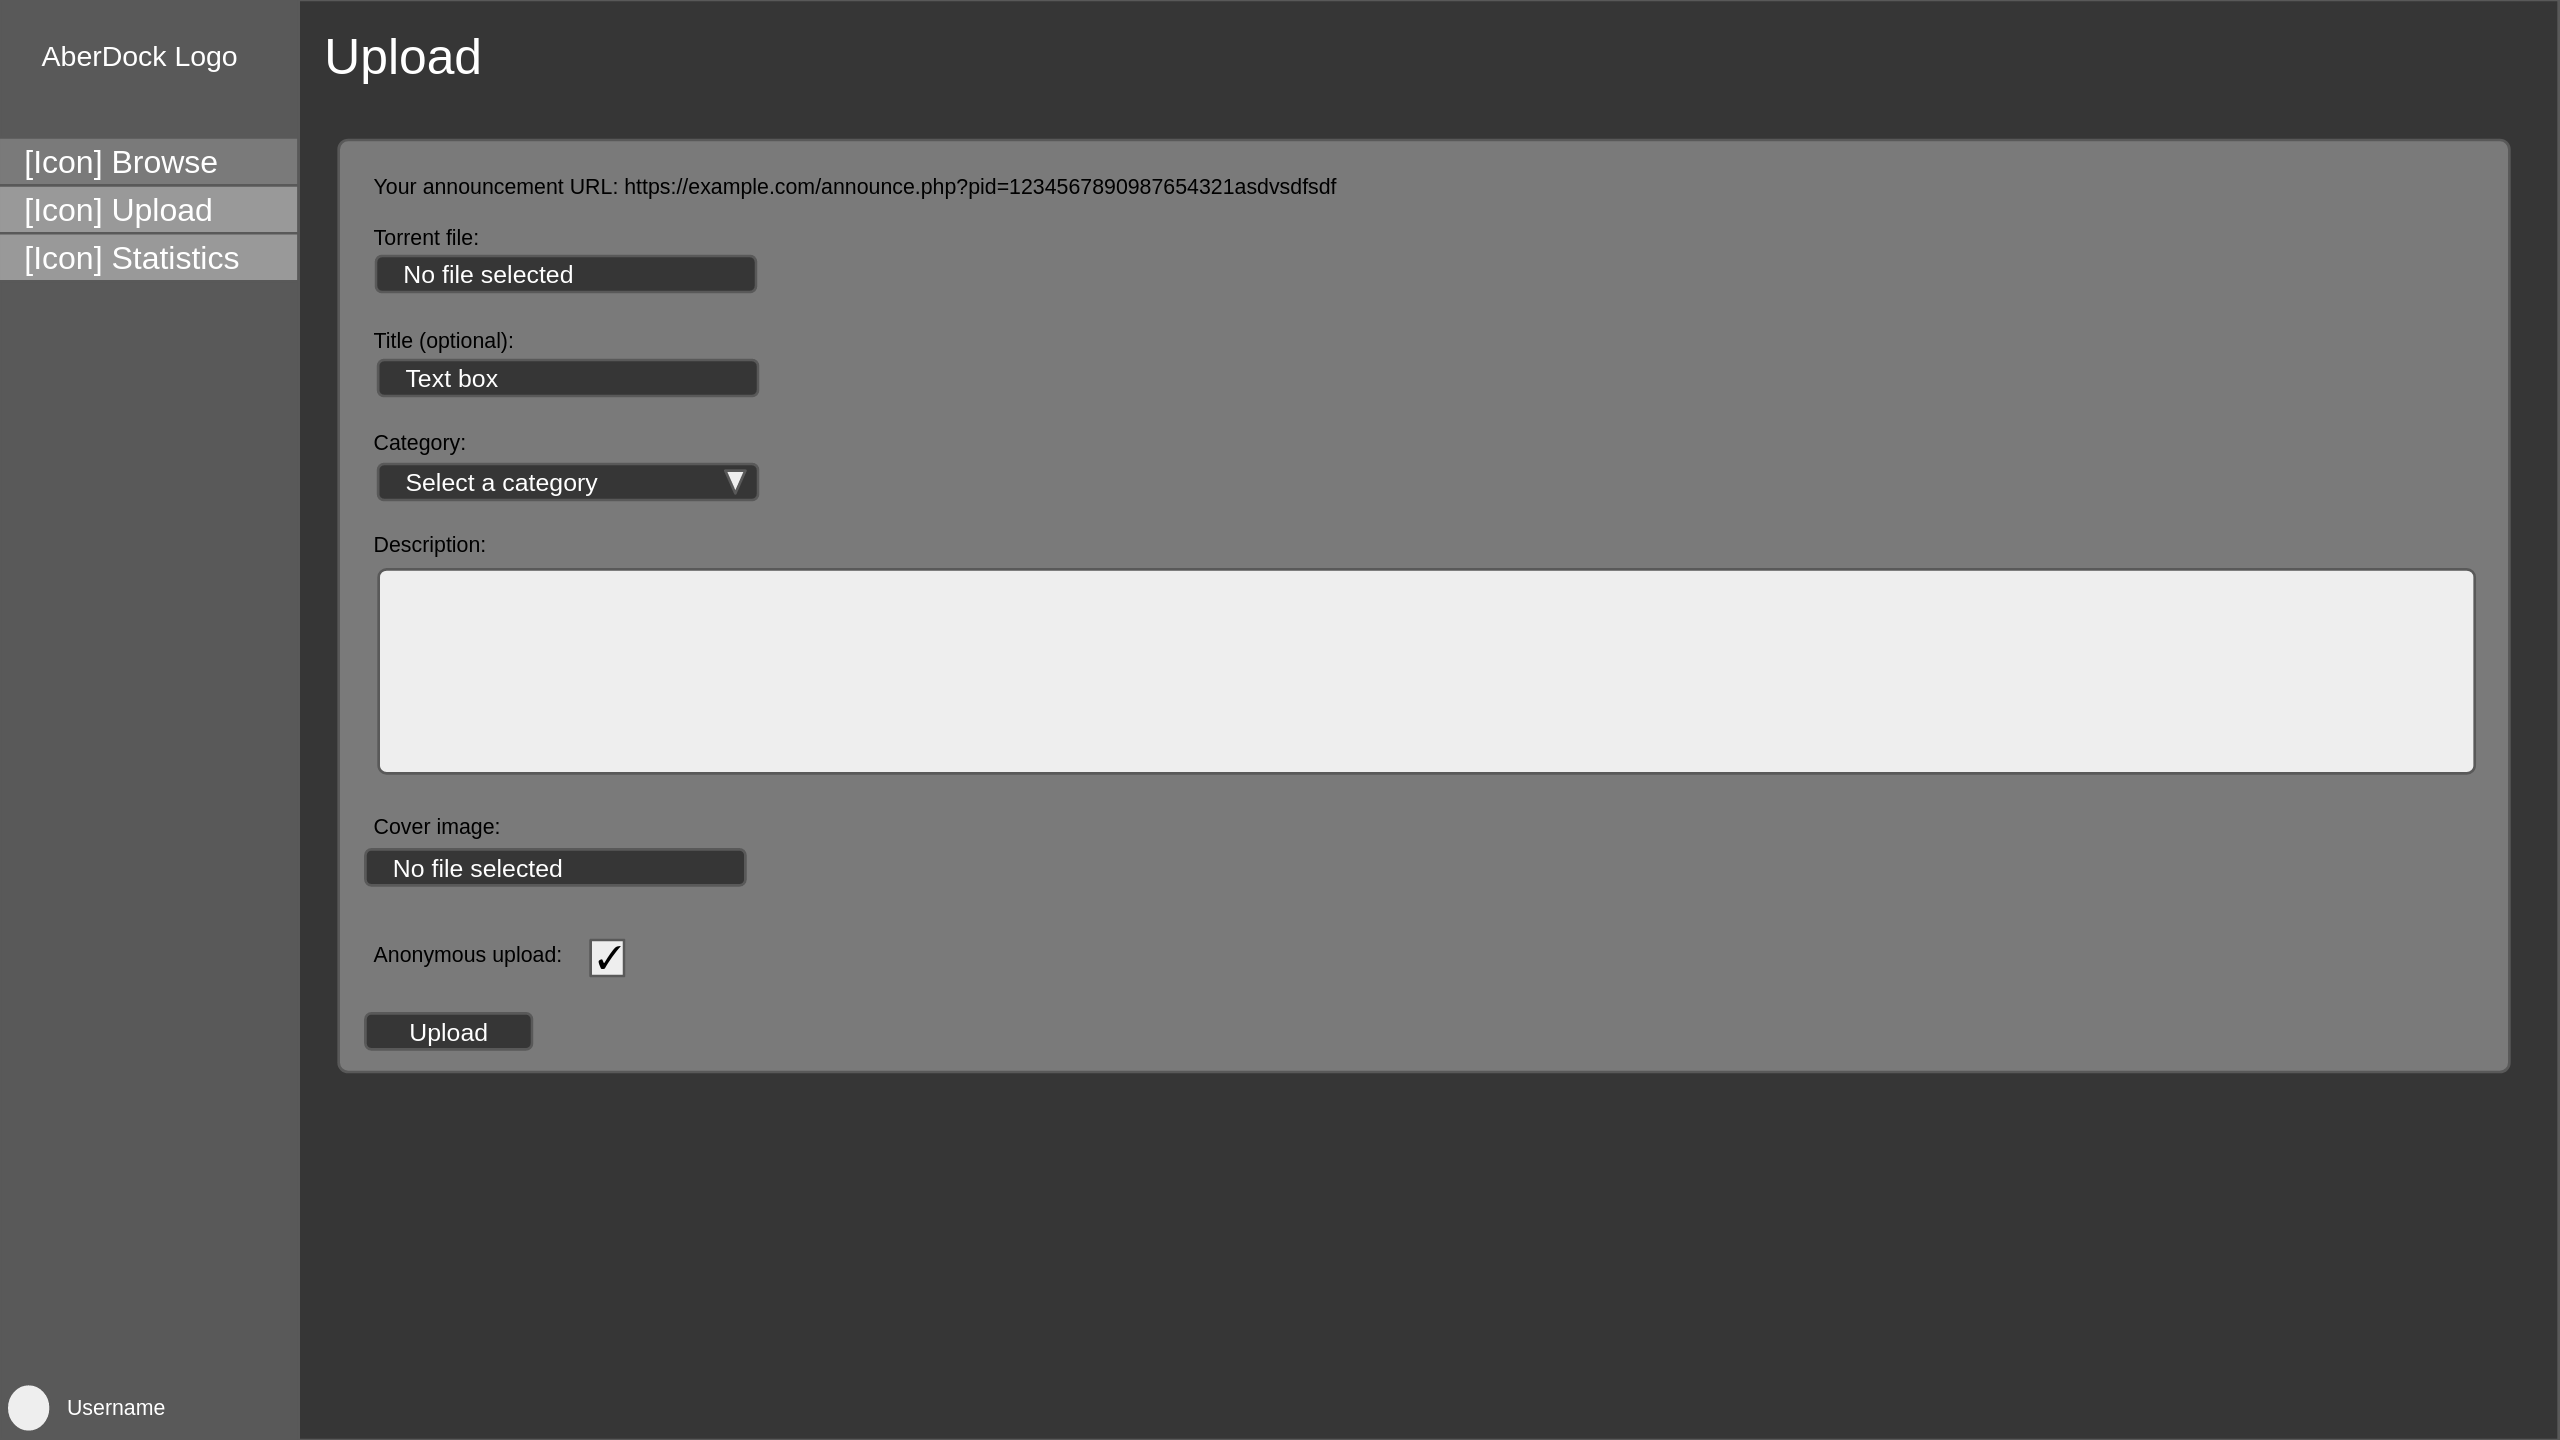 AberDock Logo
[Icon] Browse
[Icon] Upload
[Icon] Statistics
Username
Upload
Your announcement URL: https://example.com/announce.php?pid=1234567890987654321asdvsdfsdf
Torrent file:
No file selected
Title (optional):
Text box
Category:
Select a category
Description:
Cover image:
No file selected
Anonymous upload: ✓
Upload